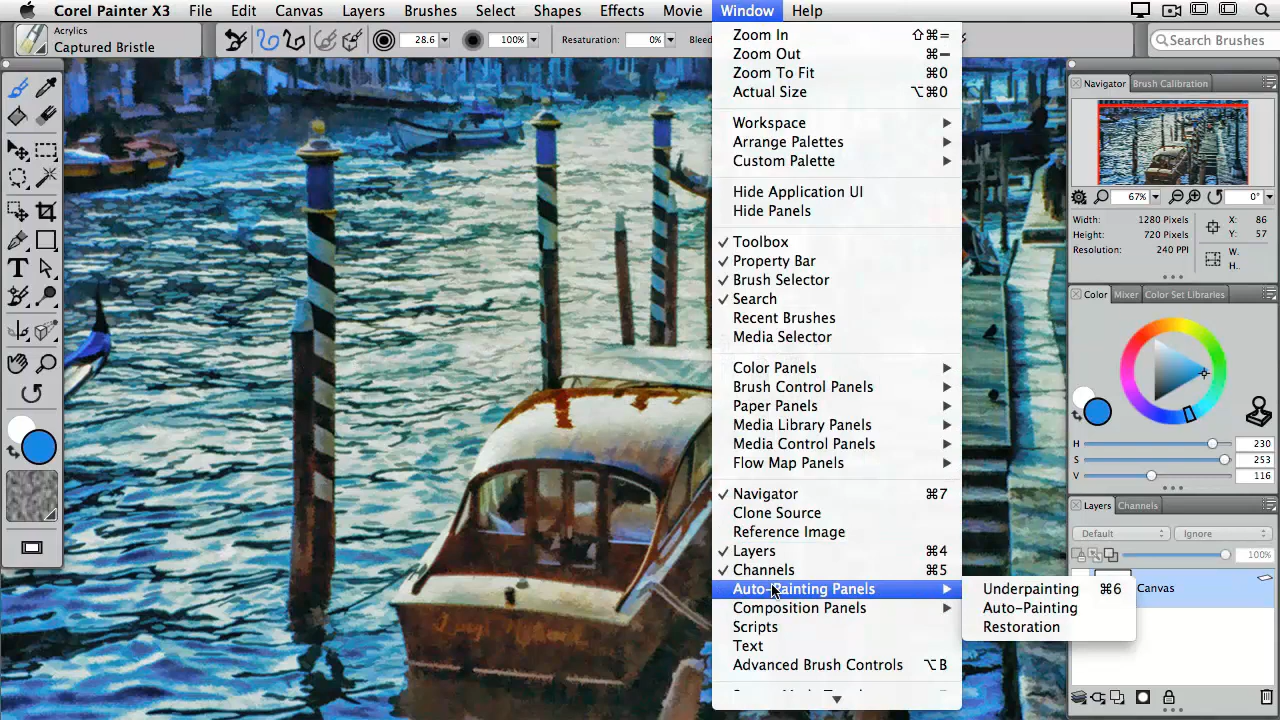 Corel Painter X3 File Edit Canvas Layers Brushes Select Shapes Effects Movie Window Help
Acrylics
Captured Bristle
28.6 100% Resaturation: 0% Bleed
Search Brushes
Zoom In ⇧⌘=
Zoom Out ⌘−
Zoom To Fit ⌘0
Actual Size ⌥⌘0
Workspace
Arrange Palettes
Custom Palette
Hide Application UI
Hide Panels
✓ Toolbox
✓ Property Bar
✓ Brush Selector
✓ Search
Recent Brushes
Media Selector
Color Panels
Brush Control Panels
Paper Panels
Media Library Panels
Media Control Panels
Flow Map Panels
✓ Navigator ⌘7
Clone Source
Reference Image
✓ Layers ⌘4
✓ Channels ⌘5
Auto-Painting Panels
Composition Panels
Scripts
Text
Advanced Brush Controls ⌥B
Underpainting ⌘6
Auto-Painting
Restoration
Navigator Brush Calibration
67% 0°
Width: 1280 Pixels X: 86
Height: 720 Pixels Y: 57
Resolution: 240 PPI W:
H:
Color Mixer Color Set Libraries
H 230
S 253
V 116
Layers Channels
Default Ignore
100%
Canvas